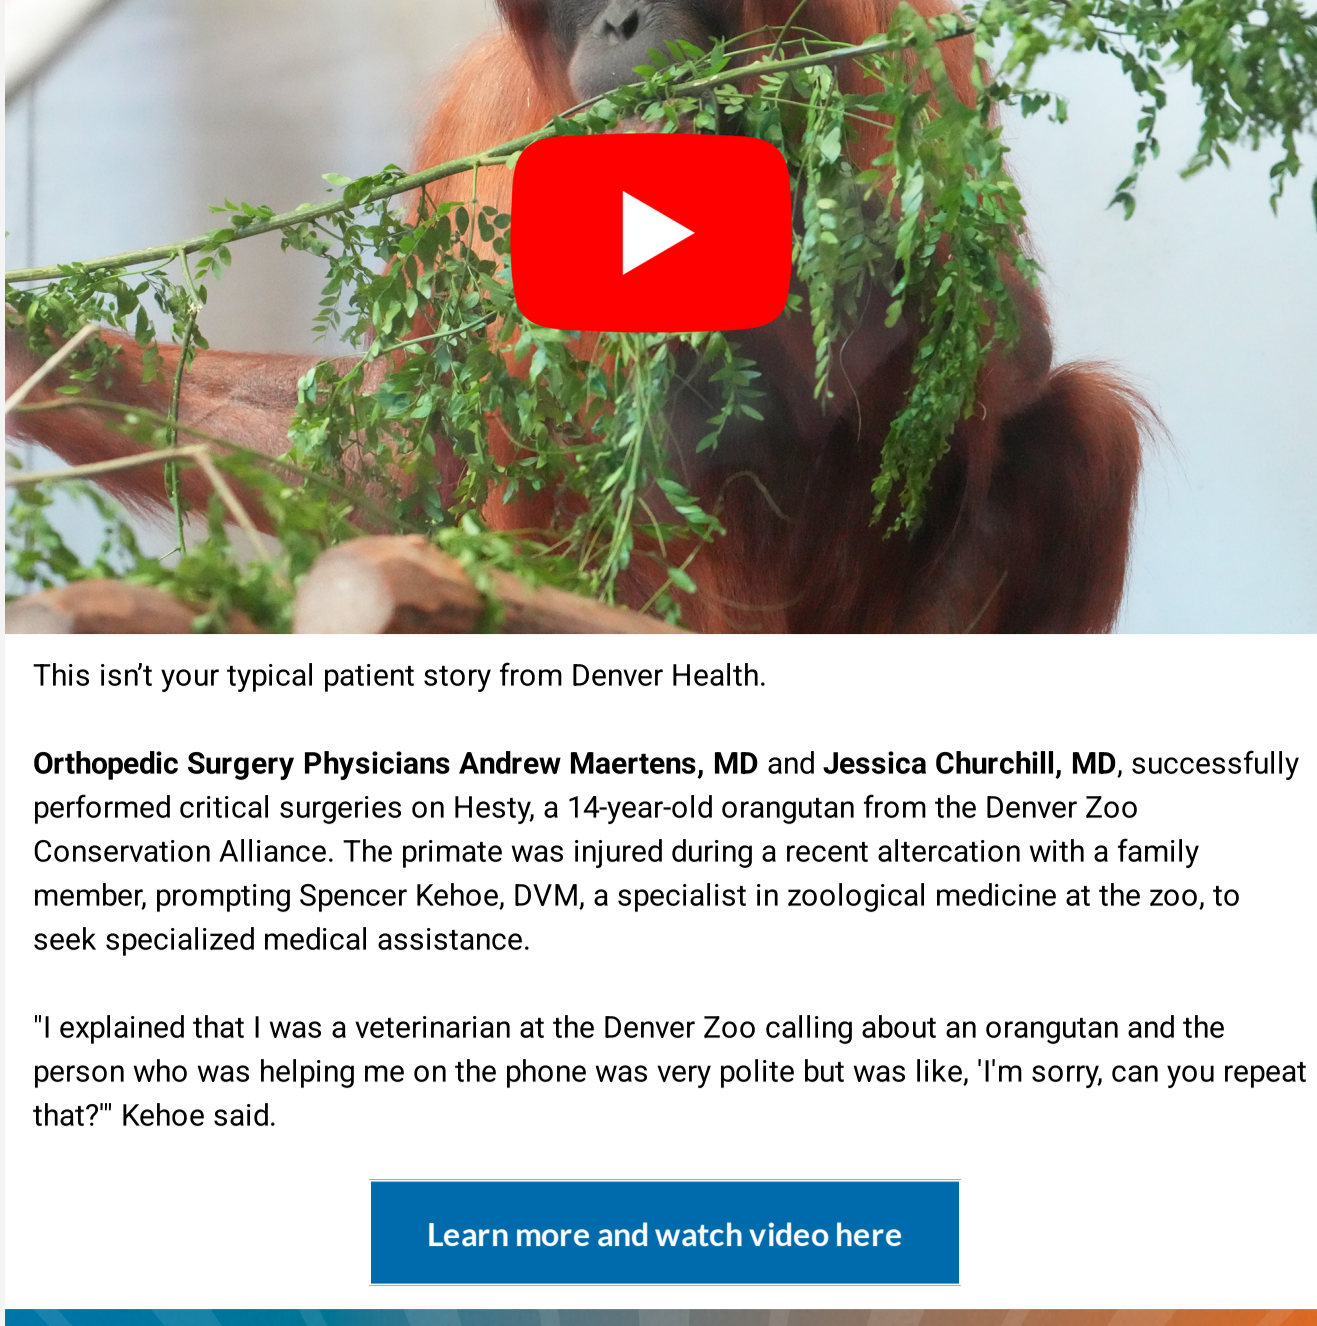 This isn’t your typical patient story from Denver Health.
Orthopedic Surgery Physicians Andrew Maertens, MD and Jessica Churchill, MD, successfully
performed critical surgeries on Hesty, a 14-year-old orangutan from the Denver Zoo
Conservation Alliance. The primate was injured during a recent altercation with a family
member, prompting Spencer Kehoe, DVM, a specialist in zoological medicine at the zoo, to
seek specialized medical assistance.
"I explained that I was a veterinarian at the Denver Zoo calling about an orangutan and the
person who was helping me on the phone was very polite but was like, 'I'm sorry, can you repeat
that?'" Kehoe said.
Learn more and watch video here